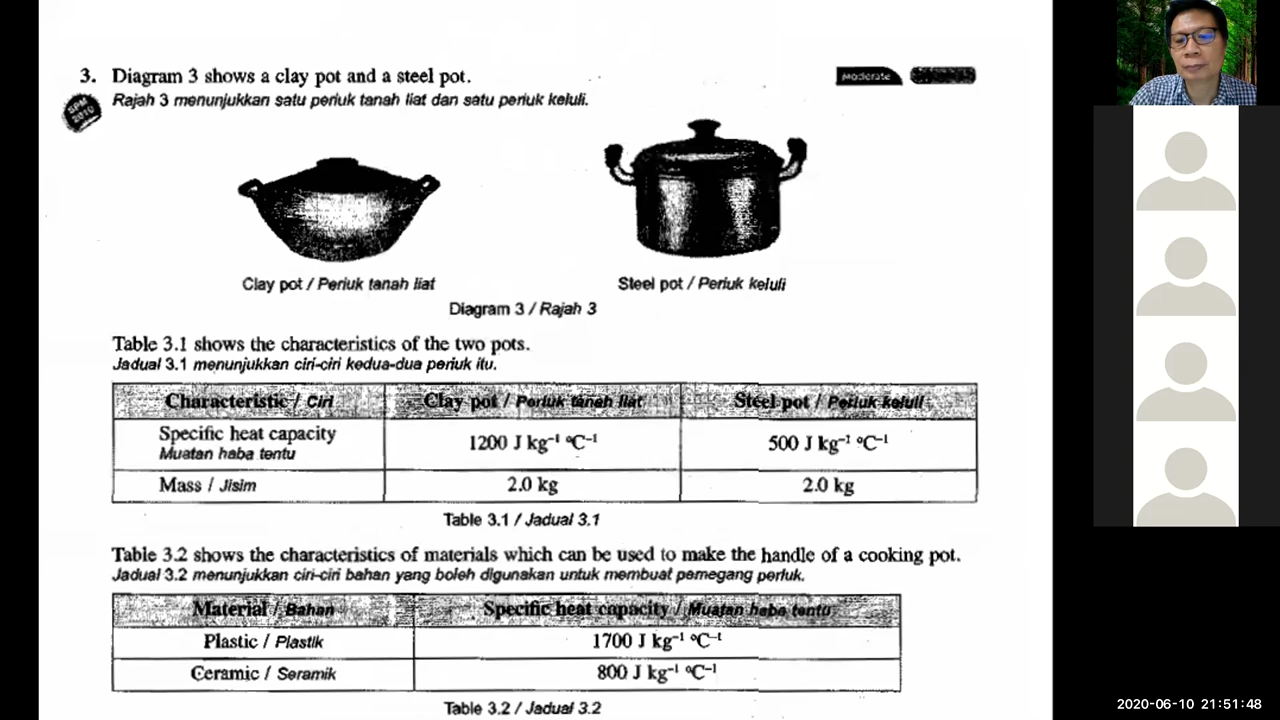 3. Diagram 3 shows a clay pot and a steel pot.
Rajah 3 menunjukkan satu periuk tanah liat dan satu periuk keluli.
SPM 2010
Moderate
Clay pot / Periuk tanah liat
Steel pot / Periuk keluli
Diagram 3 / Rajah 3
Table 3.1 shows the characteristics of the two pots.
Jadual 3.1 menunjukkan ciri-ciri kedua-dua periuk itu.
Characteristic / Ciri Clay pot / Periuk tanah liat Steel pot / Periuk keluli
Specific heat capacity
Muatan haba tentu
1200 J kg⁻¹ °C⁻¹ 500 J kg⁻¹ °C⁻¹
Mass / Jisim 2.0 kg 2.0 kg
Table 3.1 / Jadual 3.1
Table 3.2 shows the characteristics of materials which can be used to make the handle of a cooking pot.
Jadual 3.2 menunjukkan ciri-ciri bahan yang boleh digunakan untuk membuat pemegang periuk.
Material / Bahan Specific heat capacity / Muatan haba tentu
Plastic / Plastik 1700 J kg⁻¹ °C⁻¹
Ceramic / Seramik 800 J kg⁻¹ °C⁻¹
Table 3.2 / Jadual 3.2
2020-06-10 21:51:48